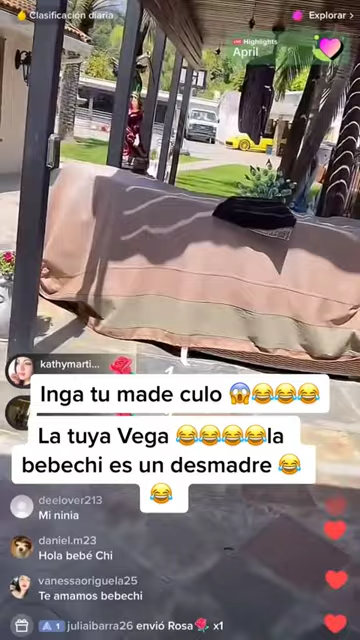 Clasificación diaria
Explorar >
LIVE Highlights
April
kathymarti...
Inga tu made culo 😱😂😂😂
La tuya Vega 😂😂😂😂la
bebechi es un desmadre 😂
😂
deelover213
Mi ninia
daniel.m23
Hola bebé Chi
vanessaoriguela25
Te amamos bebechi
A 1 juliaibarra26 envió Rosa🌹 x1